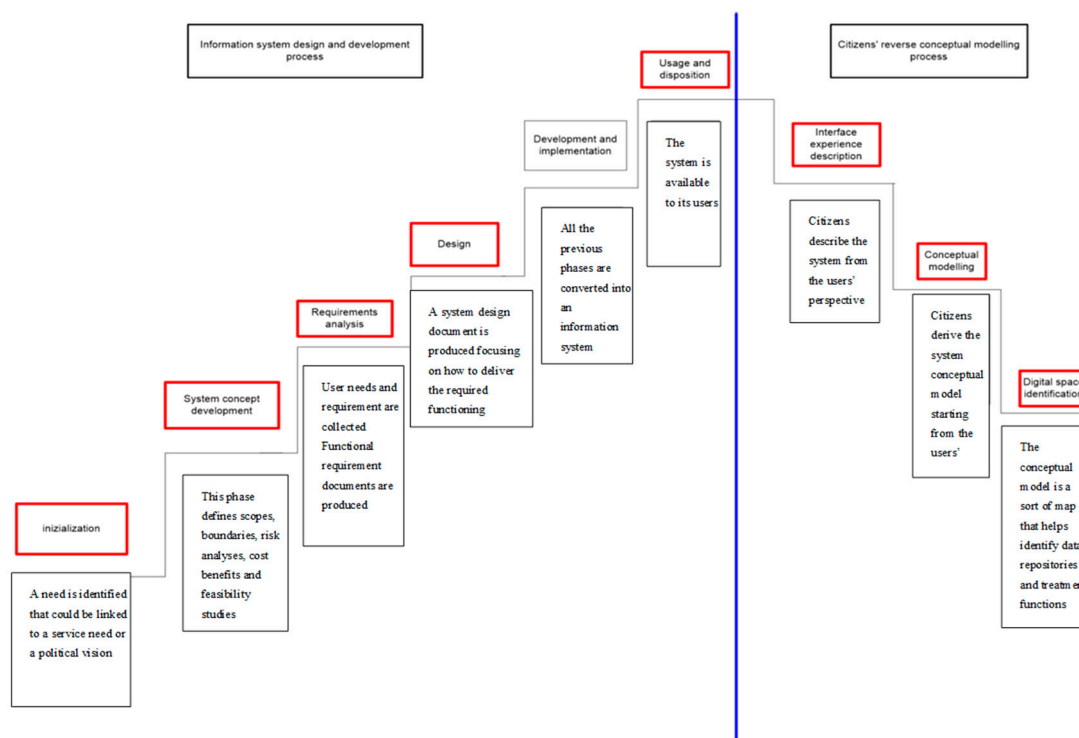 Information system design and development
process
Citizens' reverse conceptual modelling
process
inizialization
A need is identified
that could be linked
to a service need or
a political vision
System concept
development
This phase
defines scopes,
boundaries, risk
analyses, cost
benefits and
feasibility
studies
Requirements
analysis
User needs and
requirement are
collected
Functional
requirement
documents are
produced
Design
A system design
document is
produced focusing
on how to deliver
the required
functioning
Development and
implementation
All the
previous
phases are
converted into
an
information
system
Usage and
disposition
The
system is
available
to its users
Interface
experience
description
Citizens
describe the
system from
the users'
perspective
Conceptual
modelling
Citizens
derive the
system
conceptual
model
starting
from the
users'
Digital space
identification
The
conceptual
model is a
sort of map
that helps
identify data
repositories
and treatmen
functions